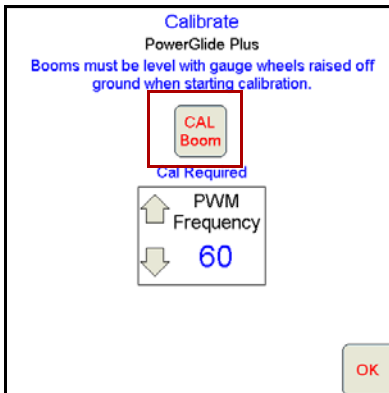 Calibrate
PowerGlide Plus
Booms must be level with gauge wheels raised off
ground when starting calibration.
CAL
Boom
Cal Required
PWM
Frequency
60
OK